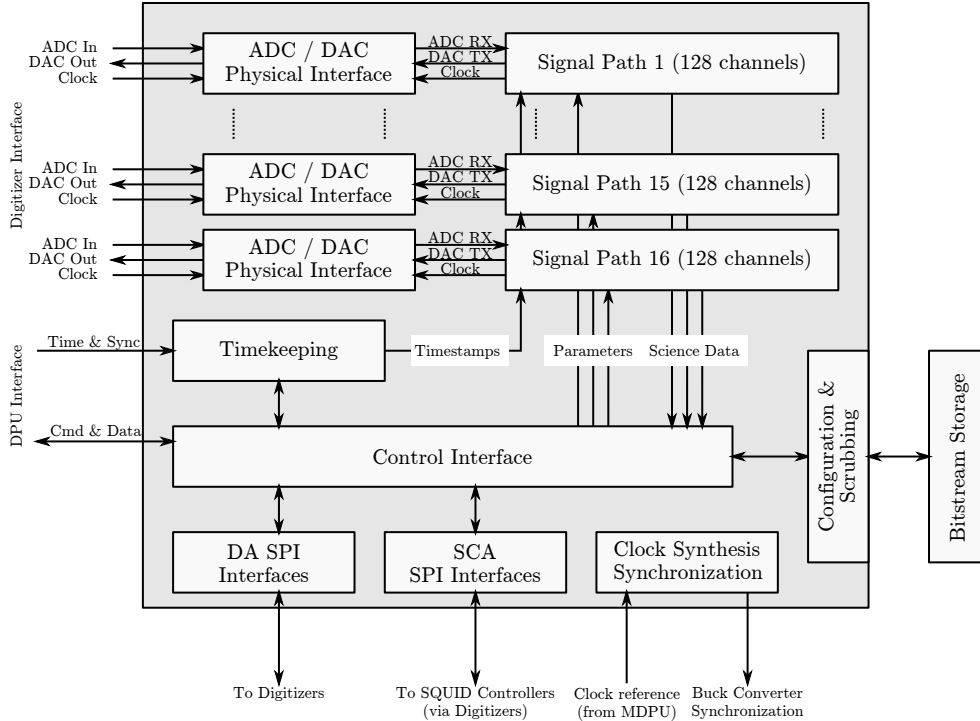 ADC In
DAC Out
Clock
ADC / DAC
Physical Interface
ADC RX
DAC TX
Clock
Signal Path 1 (128 channels)
Digitizer Interface
ADC In
DAC Out
Clock
ADC / DAC
Physical Interface
ADC RX
DAC TX
Clock
Signal Path 15 (128 channels)
ADC In
DAC Out
Clock
ADC / DAC
Physical Interface
ADC RX
DAC TX
Clock
Signal Path 16 (128 channels)
DPU Interface
Time & Sync
Timekeeping
Timestamps
Parameters
Science Data
Cmd & Data
Control Interface
Configuration &
Scrubbing
Bitstream Storage
DA SPI
Interfaces
SCA
SPI Interfaces
Clock Synthesis
Synchronization
To Digitizers
To SQUID Controllers
(via Digitizers)
Clock reference
(from MDPU)
Buck Converter
Synchronization